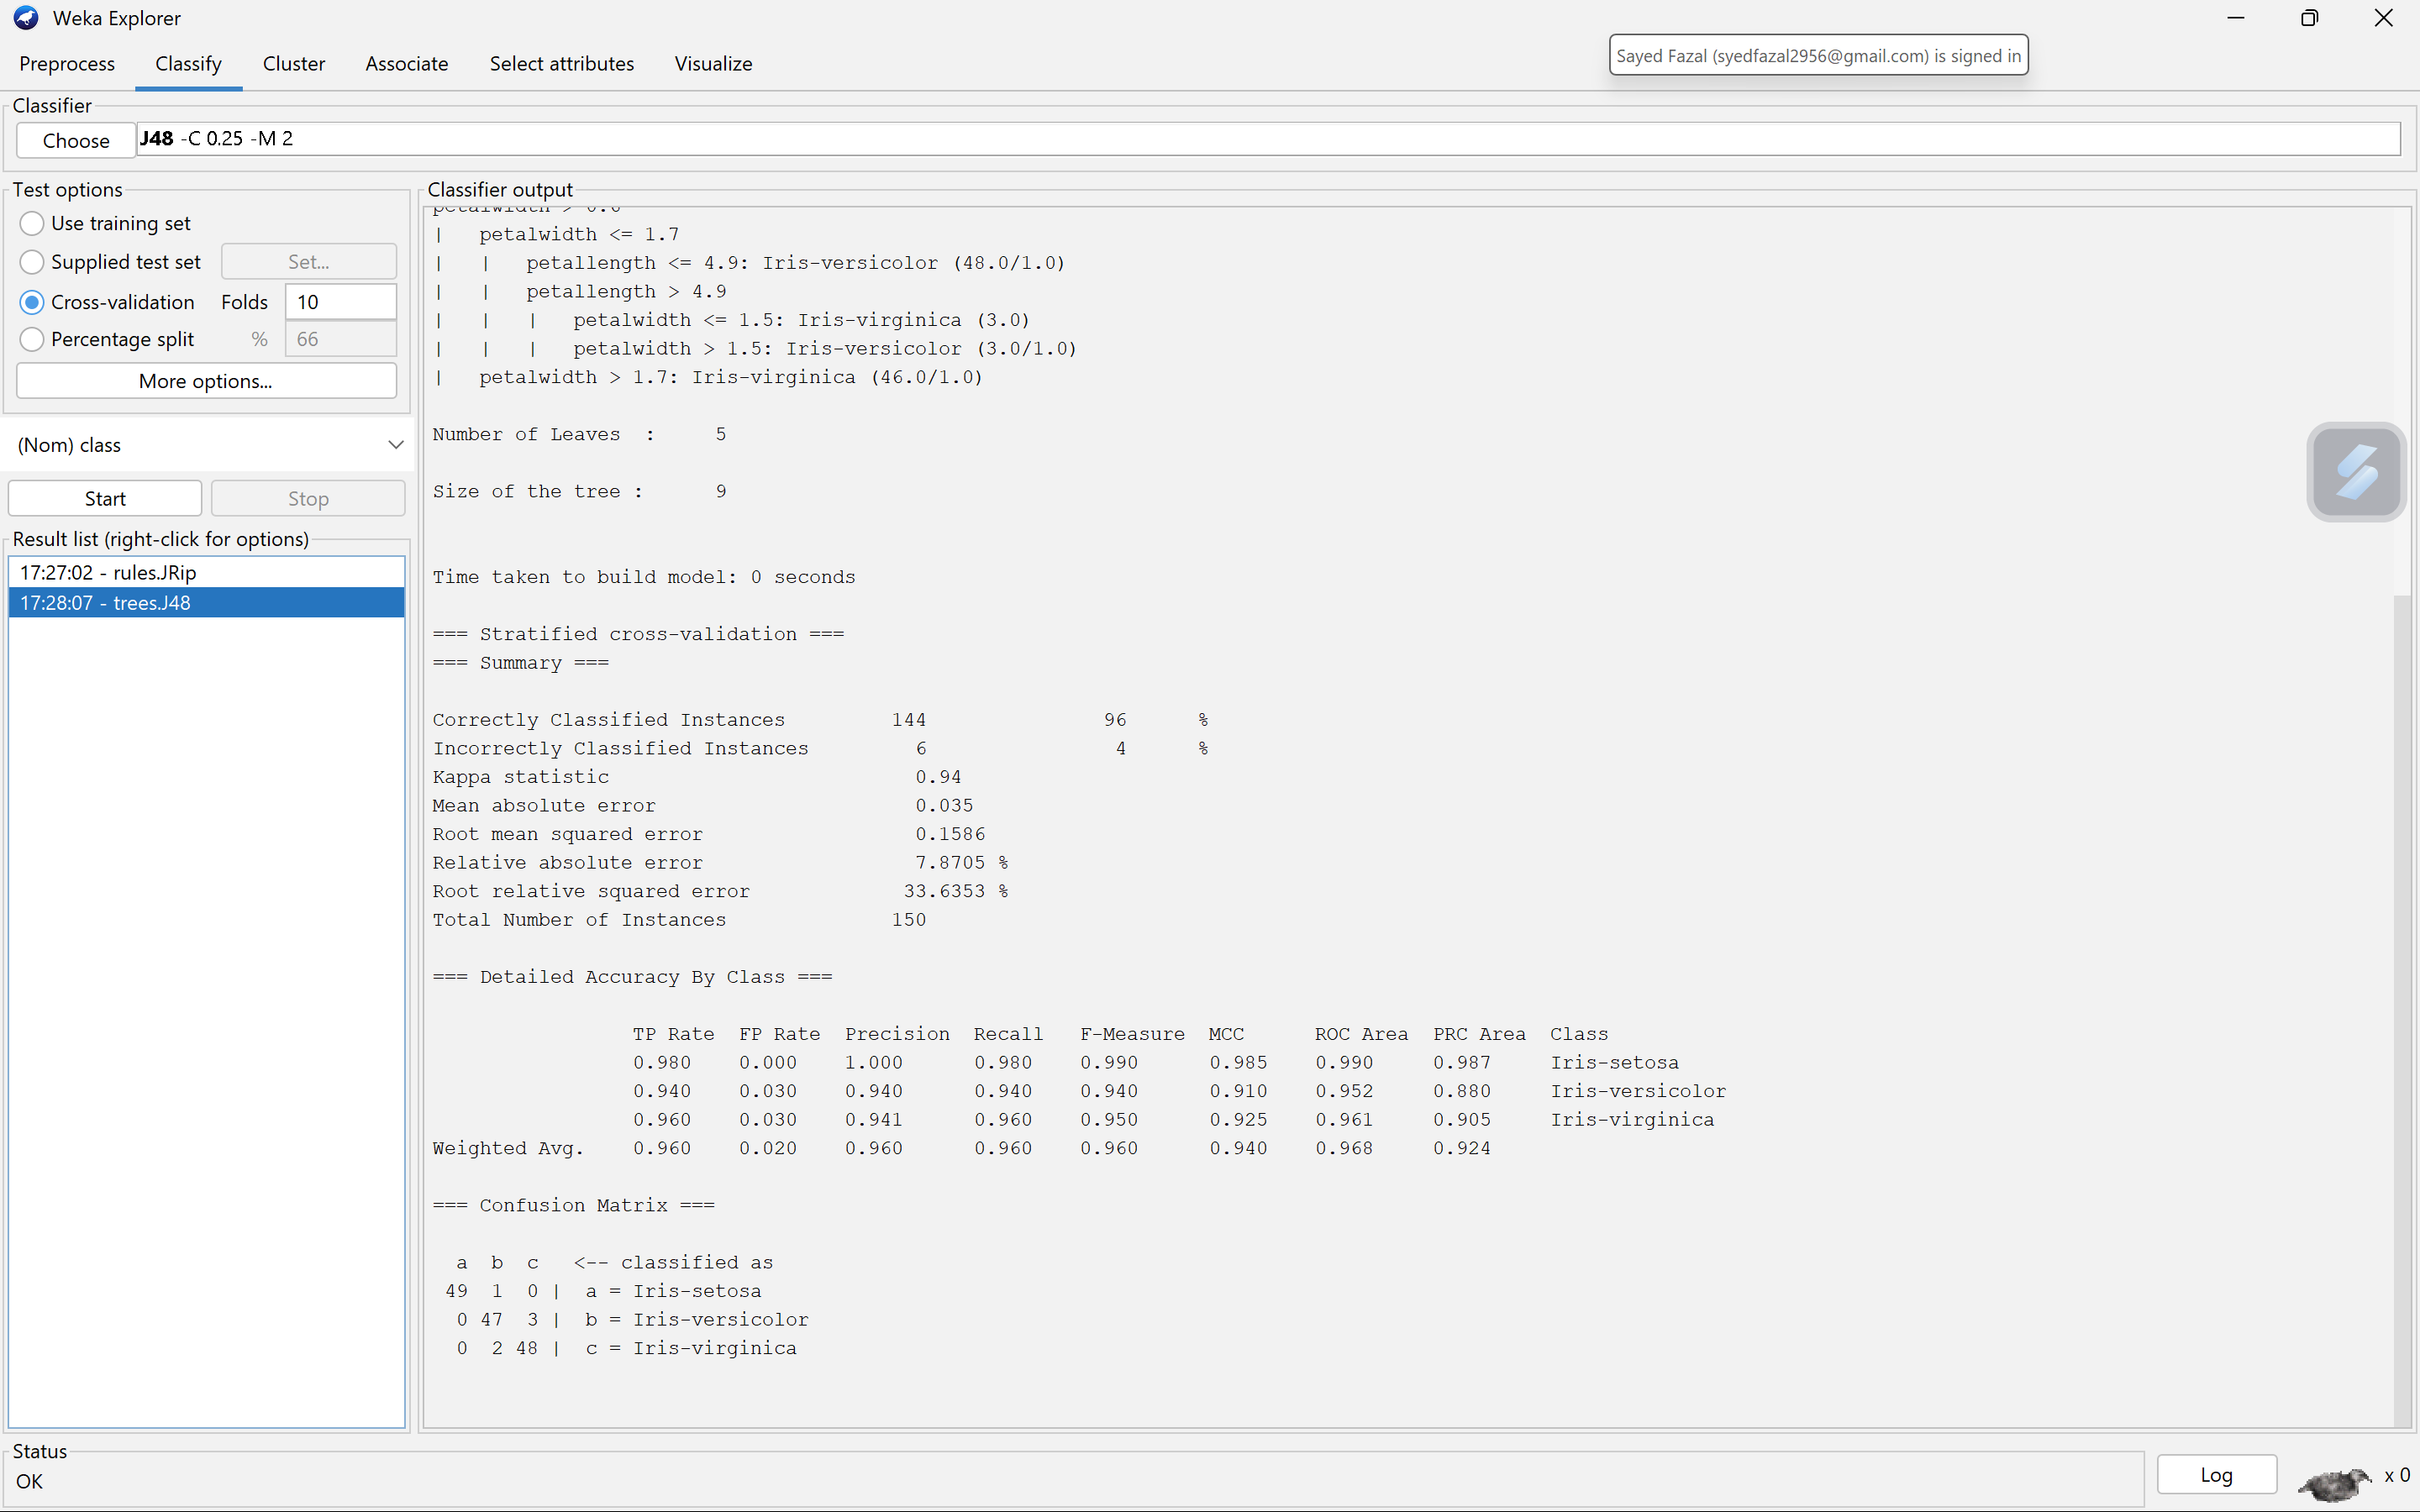 Weka Explorer
Sayed Fazal (syedfazal2956@gmail.com) is signed in
Preprocess Classify Cluster Associate Select attributes Visualize
Classifier
Choose J48 -C 0.25 -M 2
Test options
Use training set
Supplied test set Set...
Cross-validation Folds 10
Percentage split % 66
More options...
(Nom) class
Start Stop
Result list (right-click for options)
17:27:02 - rules.JRip
17:28:07 - trees.J48
Classifier output
petalwidth > 0.6
|   petalwidth <= 1.7
|   |   petallength <= 4.9: Iris-versicolor (48.0/1.0)
|   |   petallength > 4.9
|   |   |   petalwidth <= 1.5: Iris-virginica (3.0)
|   |   |   petalwidth > 1.5: Iris-versicolor (3.0/1.0)
|   petalwidth > 1.7: Iris-virginica (46.0/1.0)
Number of Leaves  :     5
Size of the tree :      9
Time taken to build model: 0 seconds
=== Stratified cross-validation ===
=== Summary ===
Correctly Classified Instances         144               96      %
Incorrectly Classified Instances         6                4      %
Kappa statistic                          0.94
Mean absolute error                      0.035
Root mean squared error                  0.1586
Relative absolute error                  7.8705 %
Root relative squared error             33.6353 %
Total Number of Instances              150
=== Detailed Accuracy By Class ===
TP Rate  FP Rate  Precision  Recall   F-Measure  MCC      ROC Area  PRC Area  Class
0.980    0.000    1.000      0.980    0.990      0.985    0.990     0.987     Iris-setosa
0.940    0.030    0.940      0.940    0.940      0.910    0.952     0.880     Iris-versicolor
0.960    0.030    0.941      0.960    0.950      0.925    0.961     0.905     Iris-virginica
Weighted Avg.    0.960    0.020    0.960      0.960    0.960      0.940    0.968     0.924
=== Confusion Matrix ===
a  b  c   <-- classified as
49  1  0 |  a = Iris-setosa
0 47  3 |  b = Iris-versicolor
0  2 48 |  c = Iris-virginica
Status
OK
Log
x 0